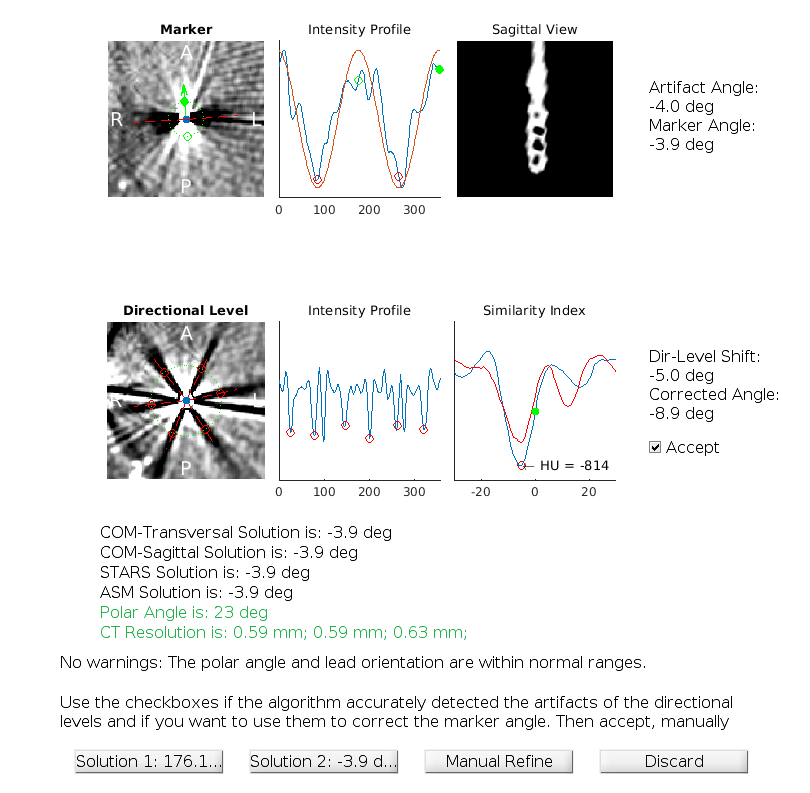 Marker
Intensity Profile
Sagittal View
A
R
L
P
0 100 200 300
Artifact Angle:
-4.0 deg
Marker Angle:
-3.9 deg
Directional Level
Intensity Profile
Similarity Index
A
R
L
P
0 100 200 300
HU = -814
-20 0 20
Dir-Level Shift:
-5.0 deg
Corrected Angle:
-8.9 deg
Accept
COM-Transversal Solution is: -3.9 deg
COM-Sagittal Solution is: -3.9 deg
STARS Solution is: -3.9 deg
ASM Solution is: -3.9 deg
Polar Angle is: 23 deg
CT Resolution is: 0.59 mm; 0.59 mm; 0.63 mm;
No warnings: The polar angle and lead orientation are within normal ranges.
Use the checkboxes if the algorithm accurately detected the artifacts of the directional
levels and if you want to use them to correct the marker angle. Then accept, manually
Solution 1: 176.1...
Solution 2: -3.9 d...
Manual Refine
Discard